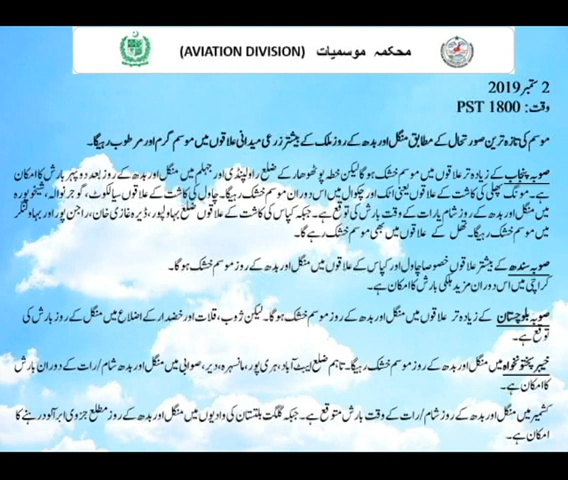 محکمہ موسمیات (AVIATION DIVISION)
2 ستمبر 2019
وقت: 1800 PST
موسم کی تازہ ترین صورتحال کے مطابق منگل اور بدھ کے روز ملک کے بیشتر زرعی میدانی علاقوں میں موسم گرم اور مرطوب رہیگا۔
صوبہ پنجاب کے زیادہ تر علاقوں میں موسم خشک ہوگا لیکن خطہ پوٹھوہار کے ضلع راولپنڈی اور جہلم میں منگل اور بدھ کے روز بعد دوپہر بارش کا امکان
ہے۔ مونگ پھلی کی کاشت کے علاقوں یعنی اٹک اور چکوال میں اس دوران موسم خشک رہیگا۔ چاول کی کاشت کے علاقوں سیالکوٹ، گوجرنوالہ، شیخوپورہ
میں منگل اور بدھ کے روز شام یا رات کے وقت بارش کی توقع ہے۔ جبکہ کپاس کی کاشت کے علاقوں ضلع بہاولپور، ڈیرہ غازی خان، راجن پور اور بہاولنگر
میں موسم خشک رہیگا۔ تھل کے علاقوں میں بھی موسم خشک رہے گا۔
صوبہ سندھ کے بیشتر علاقوں خصوصا چاول اور کپاس کے علاقوں میں منگل اور بدھ کے روز موسم خشک ہوگا۔
کراچی میں اس دوران مزید ہلکی بارش کا امکان ہے۔
صوبہ بلوچستان کے زیادہ تر علاقوں میں منگل اور بدھ کے روز موسم خشک ہوگا۔ لیکن ژوب، قلات اور خضدار کے اضلاع میں منگل کے روز بارش کی
توقع ہے۔
خیبر پختونخواہ میں منگل اور بدھ کے روز موسم خشک رہیگا۔ تاہم ضلع ایبٹ آباد، ہری پور، مانسہرہ، دیر، صوابی میں منگل اور بدھ شام/رات کے دوران بارش
کا امکان ہے۔
کشمیر میں منگل اور بدھ کے روز شام/رات کے وقت بارش متوقع ہے۔ جبکہ گلگت بلتستان کی وادیوں میں منگل اور بدھ کے روز مطلع جزوی ابر آلود رہنے کا
امکان ہے۔